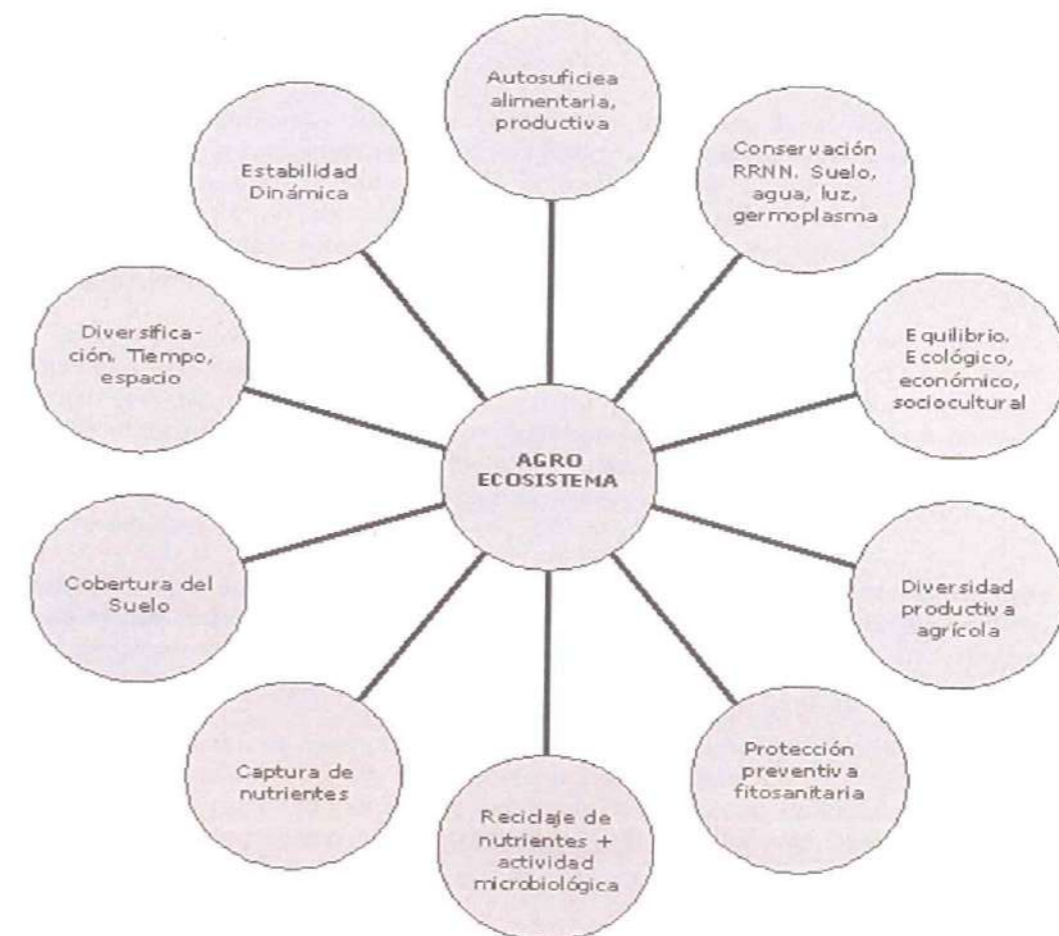 Autosuficiea
alimentaria,
productiva
Conservación
RRNN. Suelo,
agua, luz,
germoplasma
Equilibrio.
Ecológico,
económico,
sociocultural
Diversidad
productiva
agrícola
Protección
preventiva
fitosanitaria
Reciclaje de
nutrientes +
actividad
microbiológica
Captura de
nutrientes
Cobertura del
Suelo
Diversifica-
ción. Tiempo,
espacio
Estabilidad
Dinámica
AGRO
ECOSISTEMA